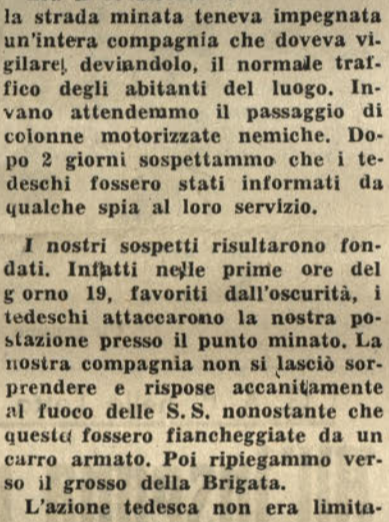 la strada minata teneva impegnata
un'intera compagnia che doveva vi-
gilare, deviandolo, il normale traf-
fico degli abitanti del luogo. In-
vano attendemmo il passaggio di
colonne motorizzate nemiche. Do-
po 2 giorni sospettammo che i te-
deschi fossero stati informati da
qualche spia al loro servizio.
I nostri sospetti risultarono fon-
dati. Infatti nelle prime ore del
g orno 19, favoriti dall'oscurità, i
tedeschi attaccarono la nostra po-
stazione presso il punto minato. La
nostra compagnia non si lasciò sor-
prendere e rispose accanitamente
al fuoco delle S.S. nonostante che
queste fossero fiancheggiate da un
carro armato. Poi ripiegammo ver-
so il grosso della Brigata.
L'azione tedesca non era limita-